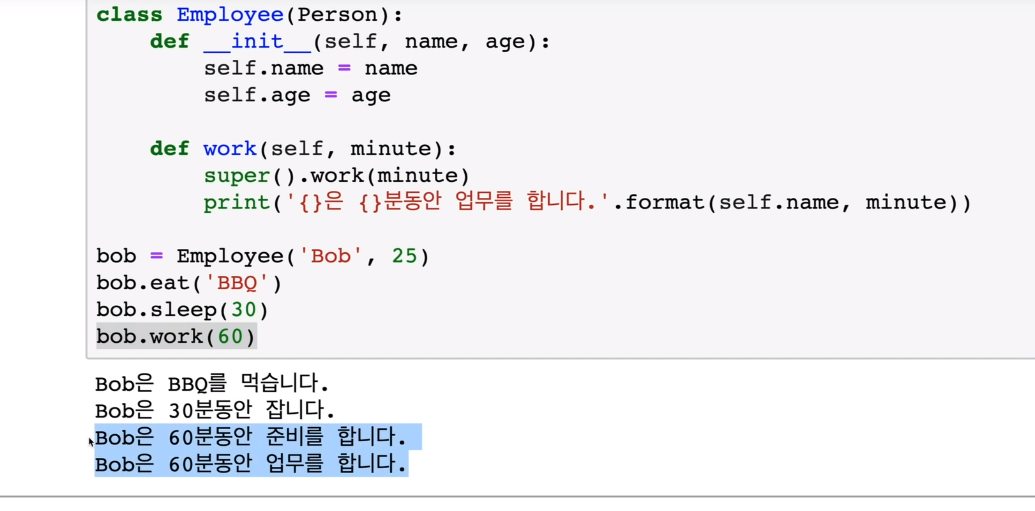 class Employee(Person):
    def __init__(self, name, age):
        self.name = name
        self.age = age
    def work(self, minute):
        super().work(minute)
        print('{}은 {}분동안 업무를 합니다.'.format(self.name, minute))
bob = Employee('Bob', 25)
bob.eat('BBQ')
bob.sleep(30)
bob.work(60)
Bob은 BBQ를 먹습니다.
Bob은 30분동안 잡니다.
Bob은 60분동안 준비를 합니다.
Bob은 60분동안 업무를 합니다.